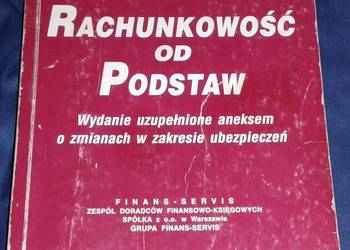 RACHUNKOWOŚĆ
OD
PODSTAW
Wydanie uzupełnione aneksem
o zmianach w zakresie ubezpieczeń
FINANS-SERVIS
ZESPÓŁ DORADCÓW FINANSOWO-KSIĘGOWYCH
SPÓŁKA z o.o. w Warszawie
GRUPA FINANS-SERVIS